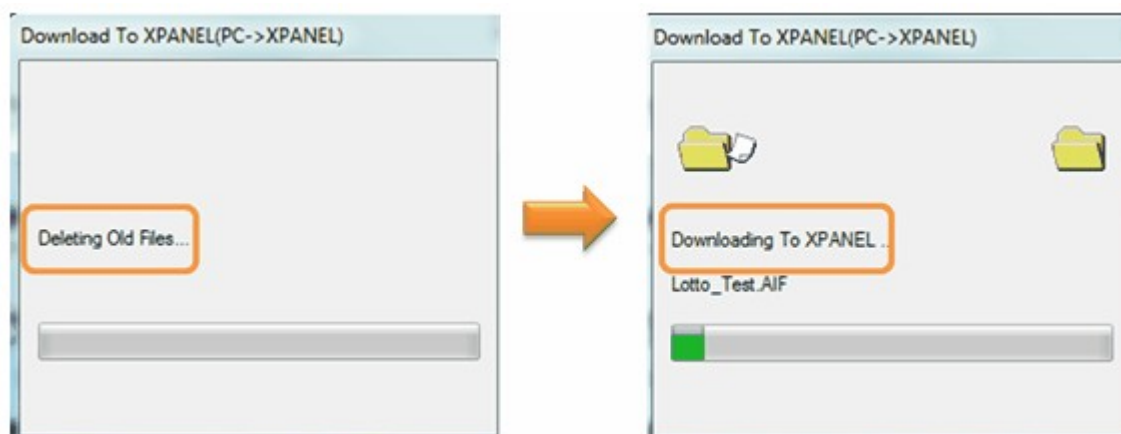 Download To XPANEL(PC->XPANEL)
Deleting Old Files...
Download To XPANEL(PC->XPANEL)
Downloading To XPANEL ..
Lotto_Test.AIF